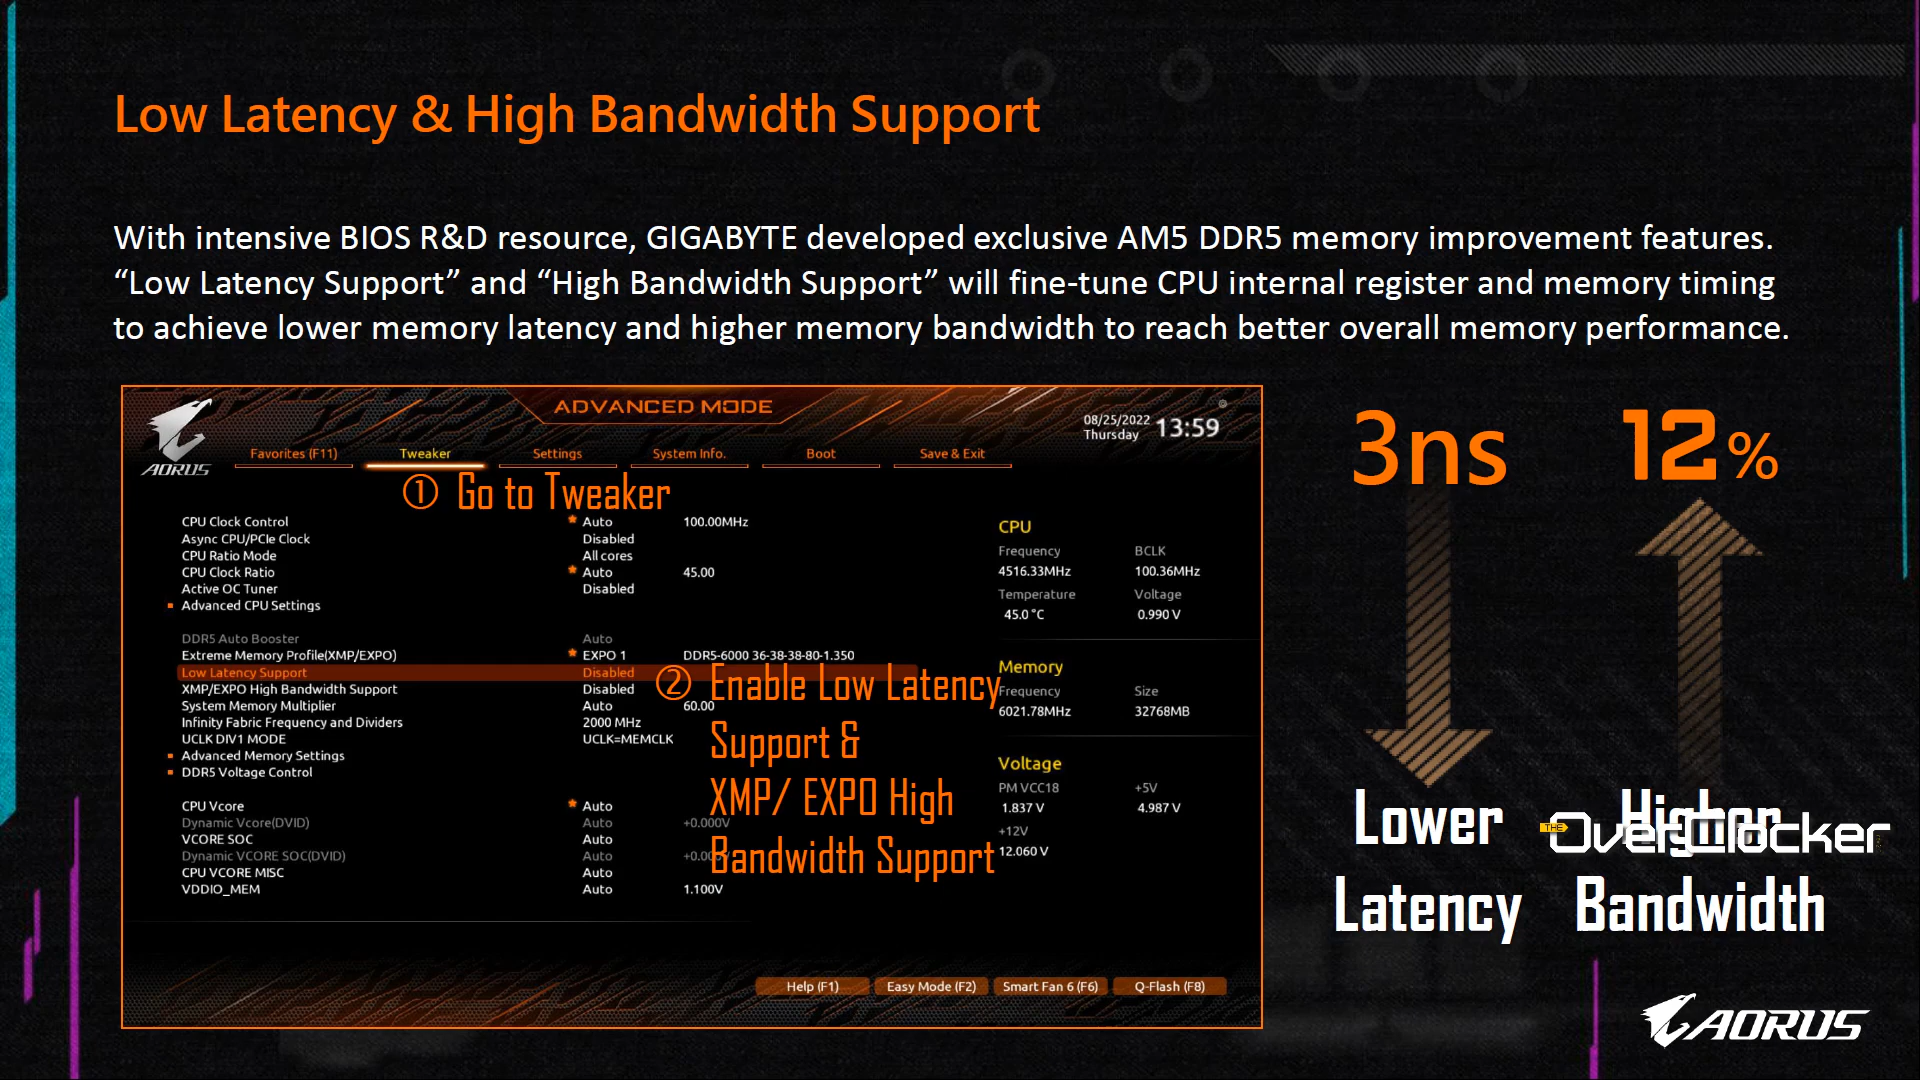 Low Latency & High Bandwidth Support
With intensive BIOS R&D resource, GIGABYTE developed exclusive AM5 DDR5 memory improvement features.
“Low Latency Support” and “High Bandwidth Support” will fine-tune CPU internal register and memory timing
to achieve lower memory latency and higher memory bandwidth to reach better overall memory performance.
ADVANCED MODE
08/25/2022
Thursday 13:59
AORUS
Favorites (F11) Tweaker Settings System Info. Boot Save & Exit
① Go to Tweaker
CPU Clock Control Auto 100.00MHz
Async CPU/PCIe Clock Disabled
CPU Ratio Mode All cores
CPU Clock Ratio Auto 45.00
Active OC Tuner Disabled
Advanced CPU Settings
DDR5 Auto Booster Auto
Extreme Memory Profile(XMP/EXPO) EXPO 1 DDR5-6000 36-38-38-80-1.350
Low Latency Support Disabled
XMP/EXPO High Bandwidth Support Disabled
System Memory Multiplier Auto 60.00
Infinity Fabric Frequency and Dividers 2000 MHz
UCLK DIV1 MODE UCLK=MEMCLK
Advanced Memory Settings
DDR5 Voltage Control
CPU Vcore Auto
Dynamic Vcore(DVID) Auto +0.000V
VCORE SOC Auto
Dynamic VCORE SOC(DVID) Auto +0.000V
CPU VCORE MISC Auto
VDDIO_MEM Auto 1.100V
② Enable Low Latency
Support &
XMP/ EXPO High
Bandwidth Support
CPU
Frequency BCLK
4516.33MHz 100.36MHz
Temperature Voltage
45.0 °C 0.990 V
Memory
Frequency Size
6021.78MHz 32768MB
Voltage
PM VCC18 +5V
1.837 V 4.987 V
+12V
12.060 V
Help (F1) Easy Mode (F2) Smart Fan 6 (F6) Q-Flash (F8)
3ns
Lower
Latency
12%
Higher
Bandwidth
THE OverClocker
AORUS